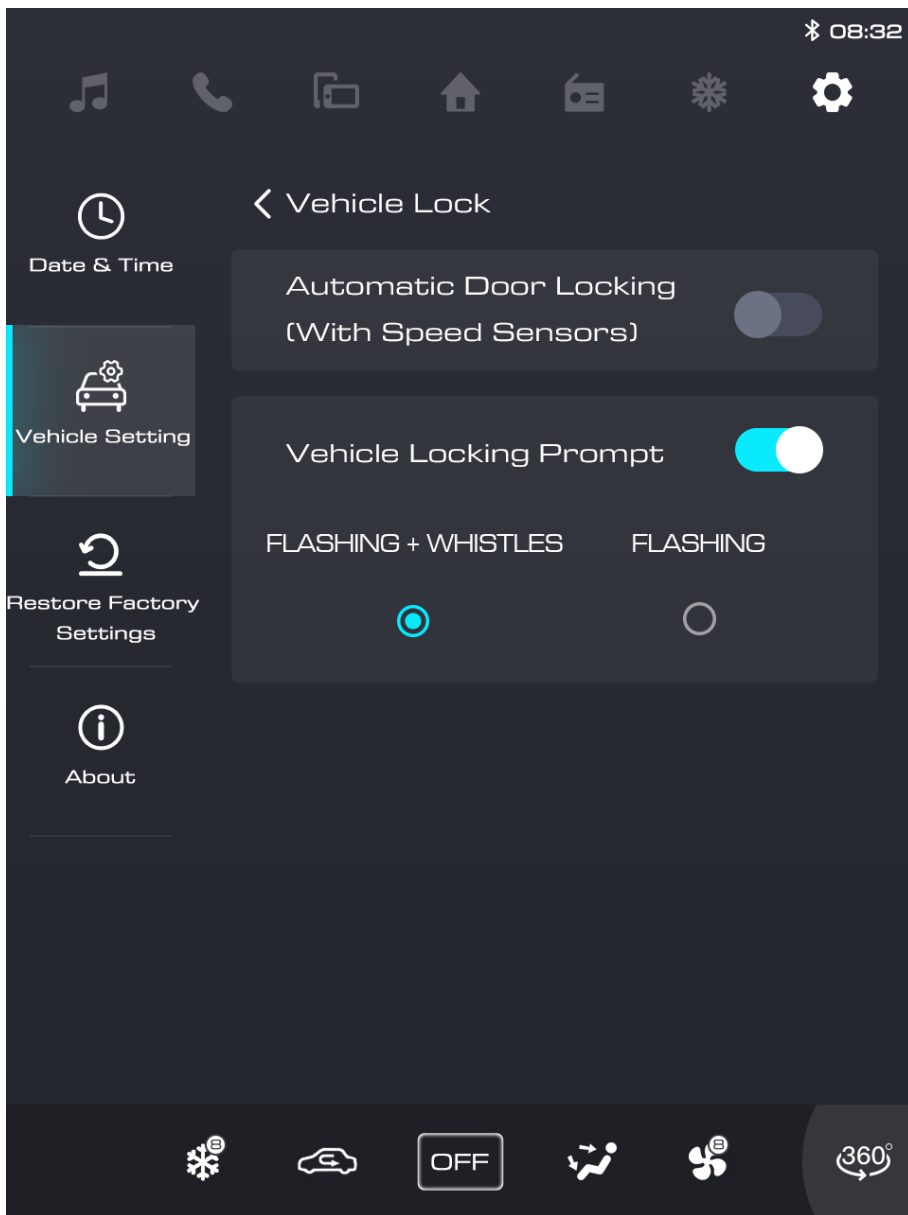 08:32
Vehicle Lock
Date & Time
Automatic Door Locking
(With Speed Sensors)
Vehicle Setting
Vehicle Locking Prompt
FLASHING + WHISTLES FLASHING
Restore Factory
Settings
About
8
OFF
8
360°